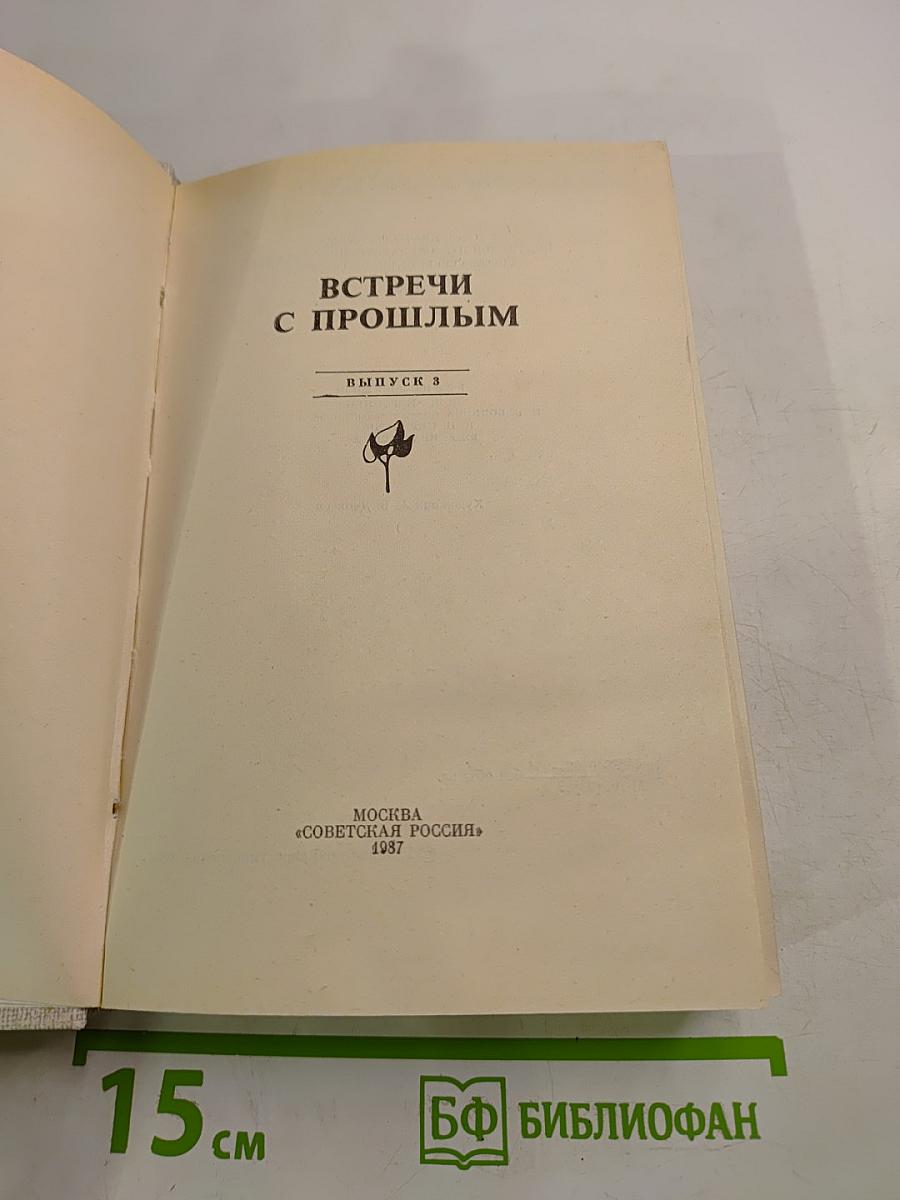 ВСТРЕЧИ
С ПРОШЛЫМ
ВЫПУСК 3
МОСКВА
«СОВЕТСКАЯ РОССИЯ»
1987
15 см
БФ БИБЛИОФАН